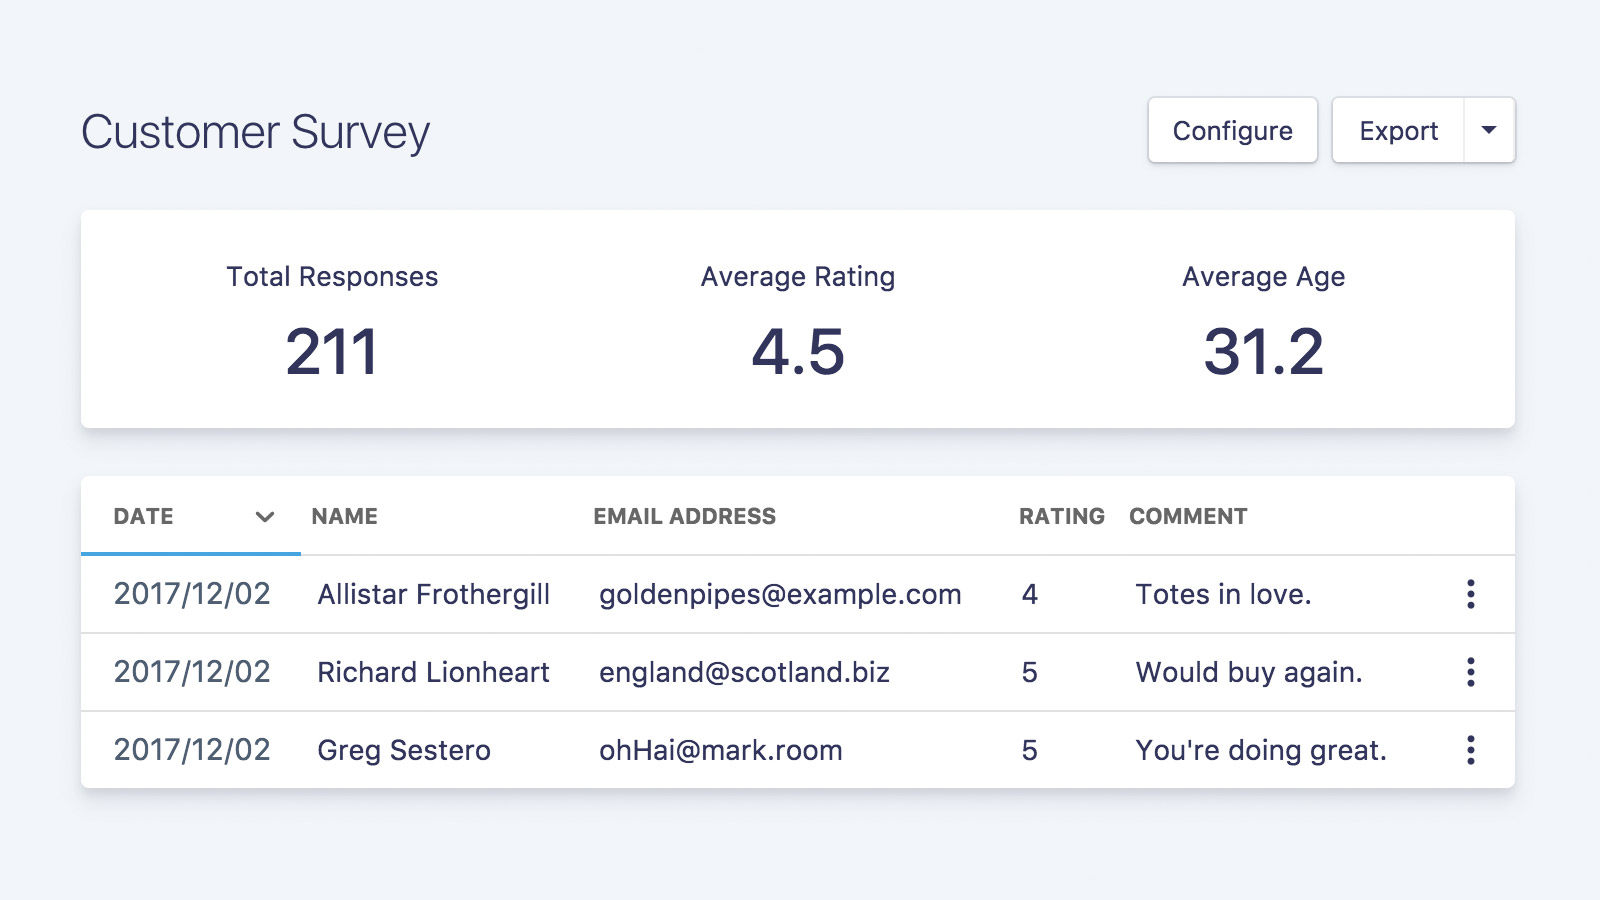 Customer Survey
Configure
Export
Total Responses
Average Rating
Average Age
211
4.5
31.2
DATE NAME EMAIL ADDRESS RATING COMMENT
2017/12/02 Allistar Frothergill goldenpipes@example.com 4 Totes in love.
2017/12/02 Richard Lionheart england@scotland.biz 5 Would buy again.
2017/12/02 Greg Sestero ohHai@mark.room 5 You're doing great.